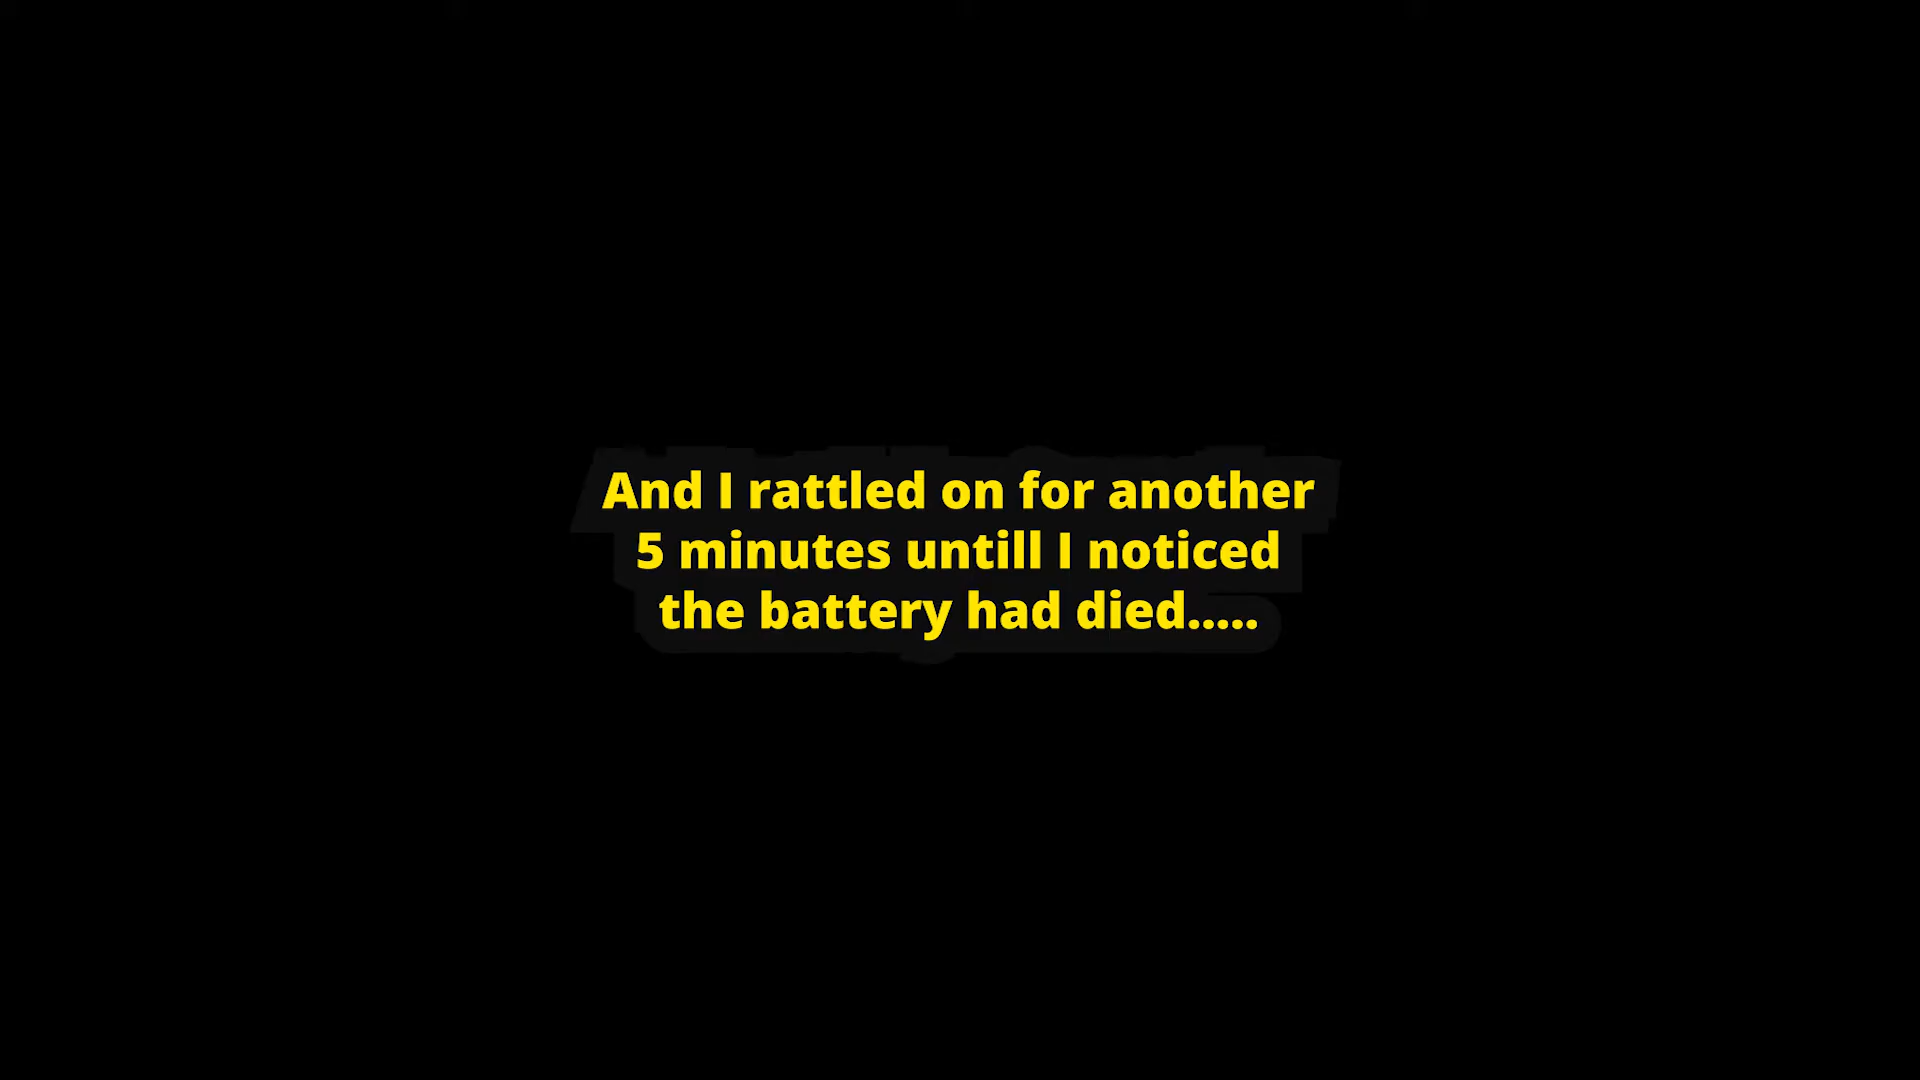 And I rattled on for another
5 minutes untill I noticed
the battery had died.....